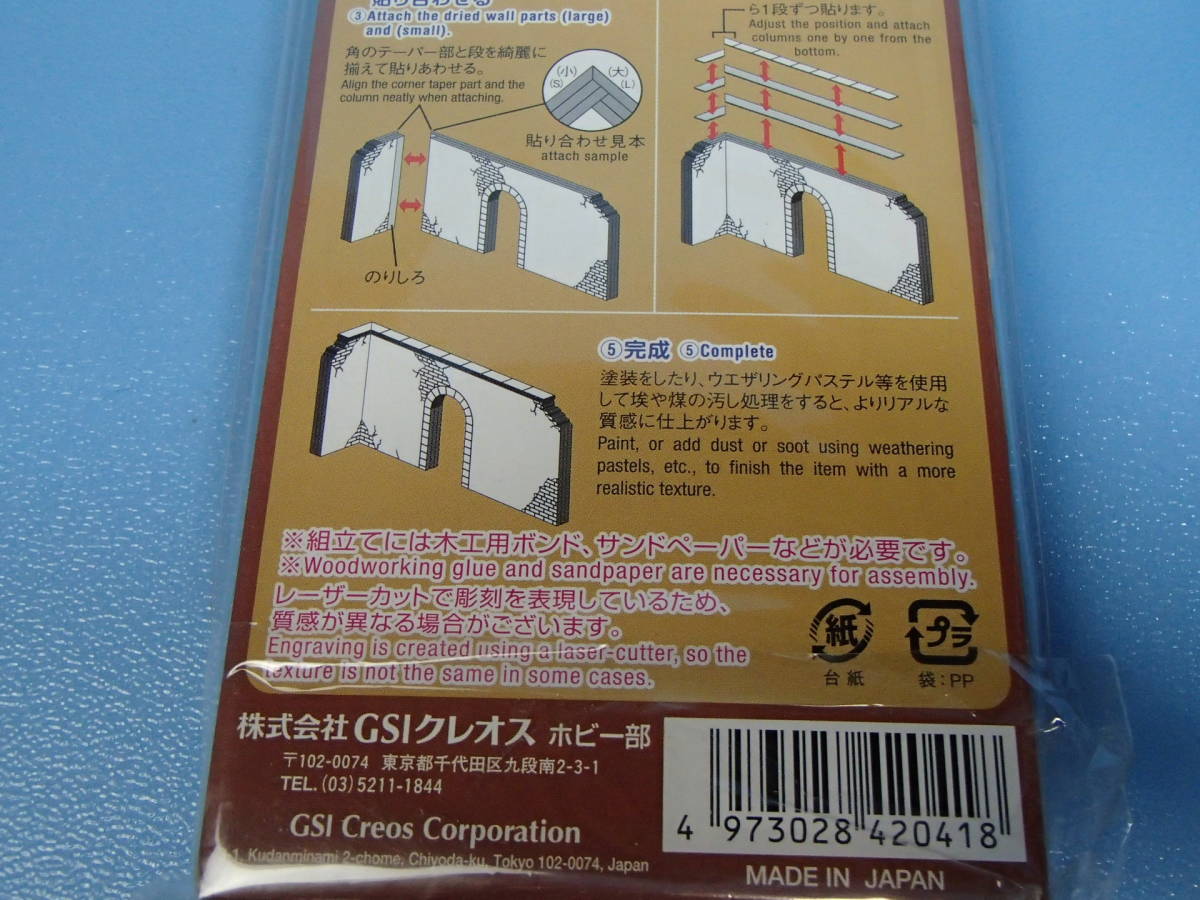 貼り合わせる
③Attach the dried wall parts (large)
and (small).
角のテーパー部と段を綺麗に
揃えて貼りあわせる。
Align the corner taper part and the
column neatly when attaching.
(小)
(S)
(大)
(L)
貼り合わせ見本
attach sample
のりしろ
ら1段ずつ貼ります。
Adjust the position and attach
columns one by one from the
bottom.
⑤完成 ⑤Complete
塗装をしたり、ウエザリングパステル等を使用
して埃や煤の汚し処理をすると、よりリアルな
質感に仕上がります。
Paint, or add dust or soot using weathering
pastels, etc., to finish the item with a more
realistic texture.
※組立てには木工用ボンド、サンドペーパーなどが必要です。
※Woodworking glue and sandpaper are necessary for assembly.
レーザーカットで彫刻を表現しているため、
質感が異なる場合がございます。
Engraving is created using a laser-cutter, so the
texture is not the same in some cases.
紙
台紙
プラ
袋:PP
株式会社 GSIクレオス ホビー部
〒102-0074 東京都千代田区九段南2-3-1
TEL. (03) 5211-1844
GSI Creos Corporation
1, Kudanminami 2-chome, Chiyoda-ku, Tokyo 102-0074, Japan
4 973028 420418
MADE IN JAPAN